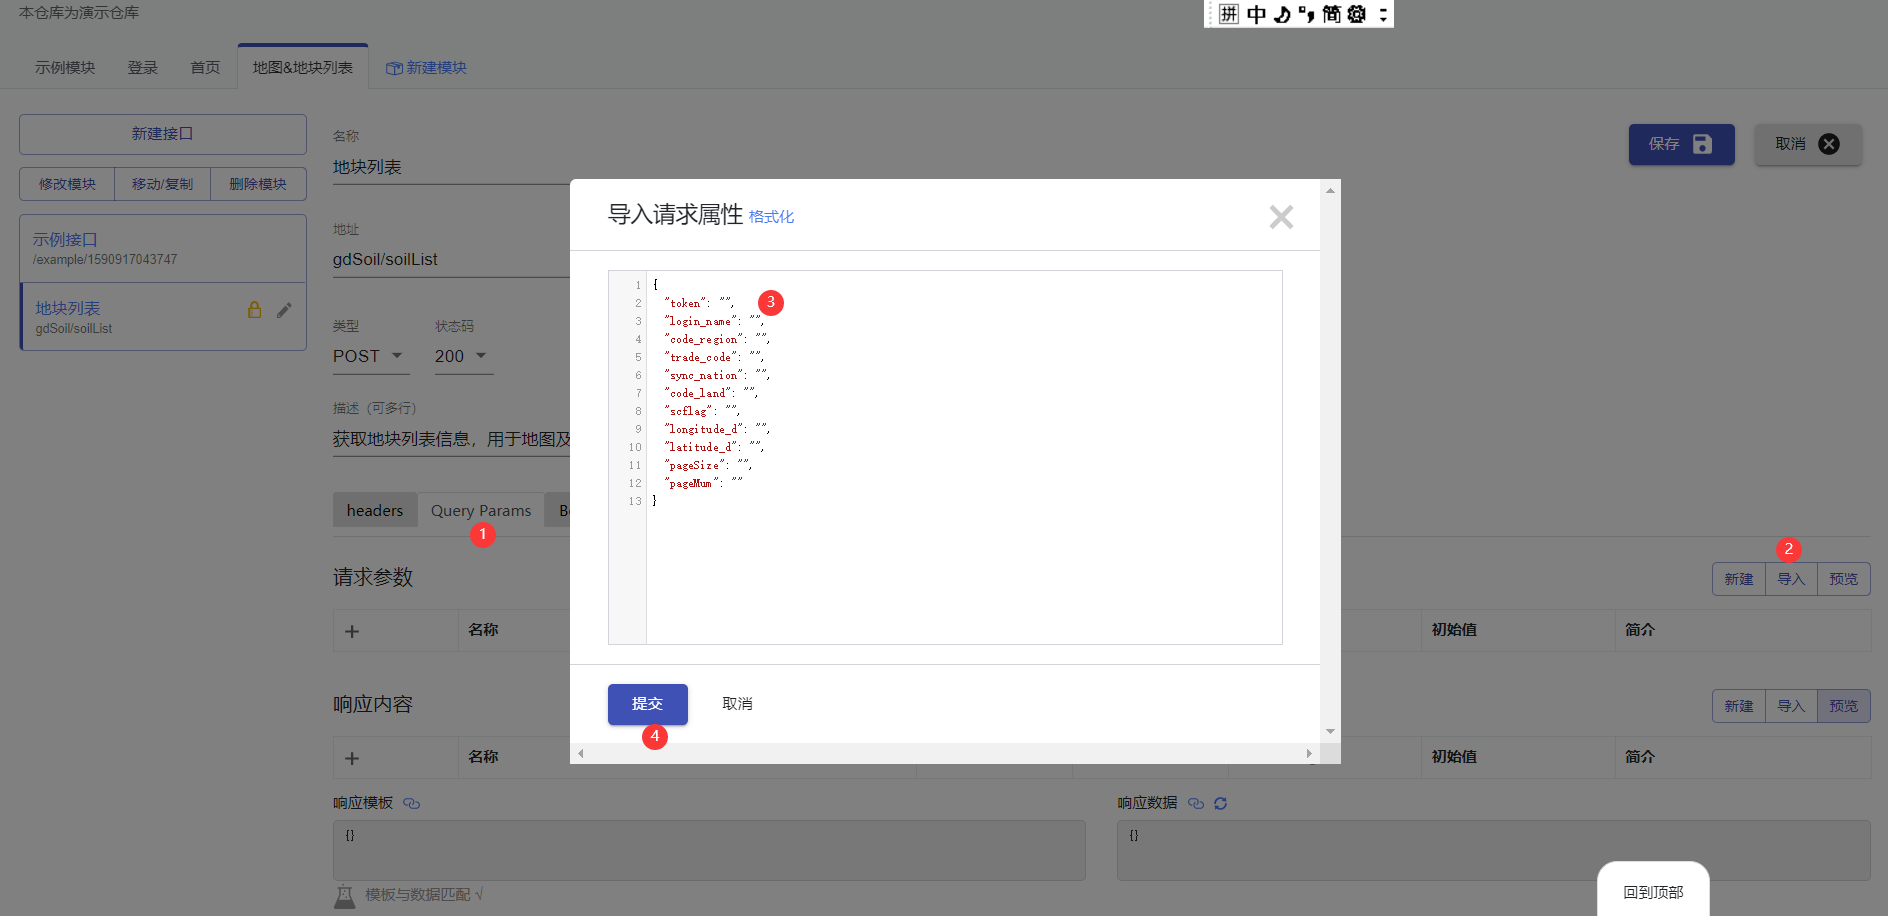 本仓库为演示仓库
拼中简
示例模块 登录 首页 地图&地块列表 新建模块
新建接口
修改模块 移动/复制 删除模块
示例接口
/example/1590917043747
地块列表
gdSoil/soilList
名称
地块列表
保存 取消
地址
gdSoil/soilList
类型 状态码
POST 200
描述（可多行）
获取地块列表信息，用于地图及
headers Query Params
1
导入请求属性 格式化
1 {
2 "token": "",
3
3 "login_name": "",
4 "code_region": "",
5 "trade_code": "",
6 "sync_nation": "",
7 "code_land": "",
8 "scflag": "",
9 "longitude_d": "",
10 "latitude_d": "",
11 "pageSize": "",
12 "pageMum": ""
13 }
提交 取消
4
请求参数
2
新建 导入 预览
名称 初始值 简介
响应内容
新建 导入 预览
名称 初始值 简介
响应模板 响应数据
{} {}
模板与数据匹配 √
回到顶部